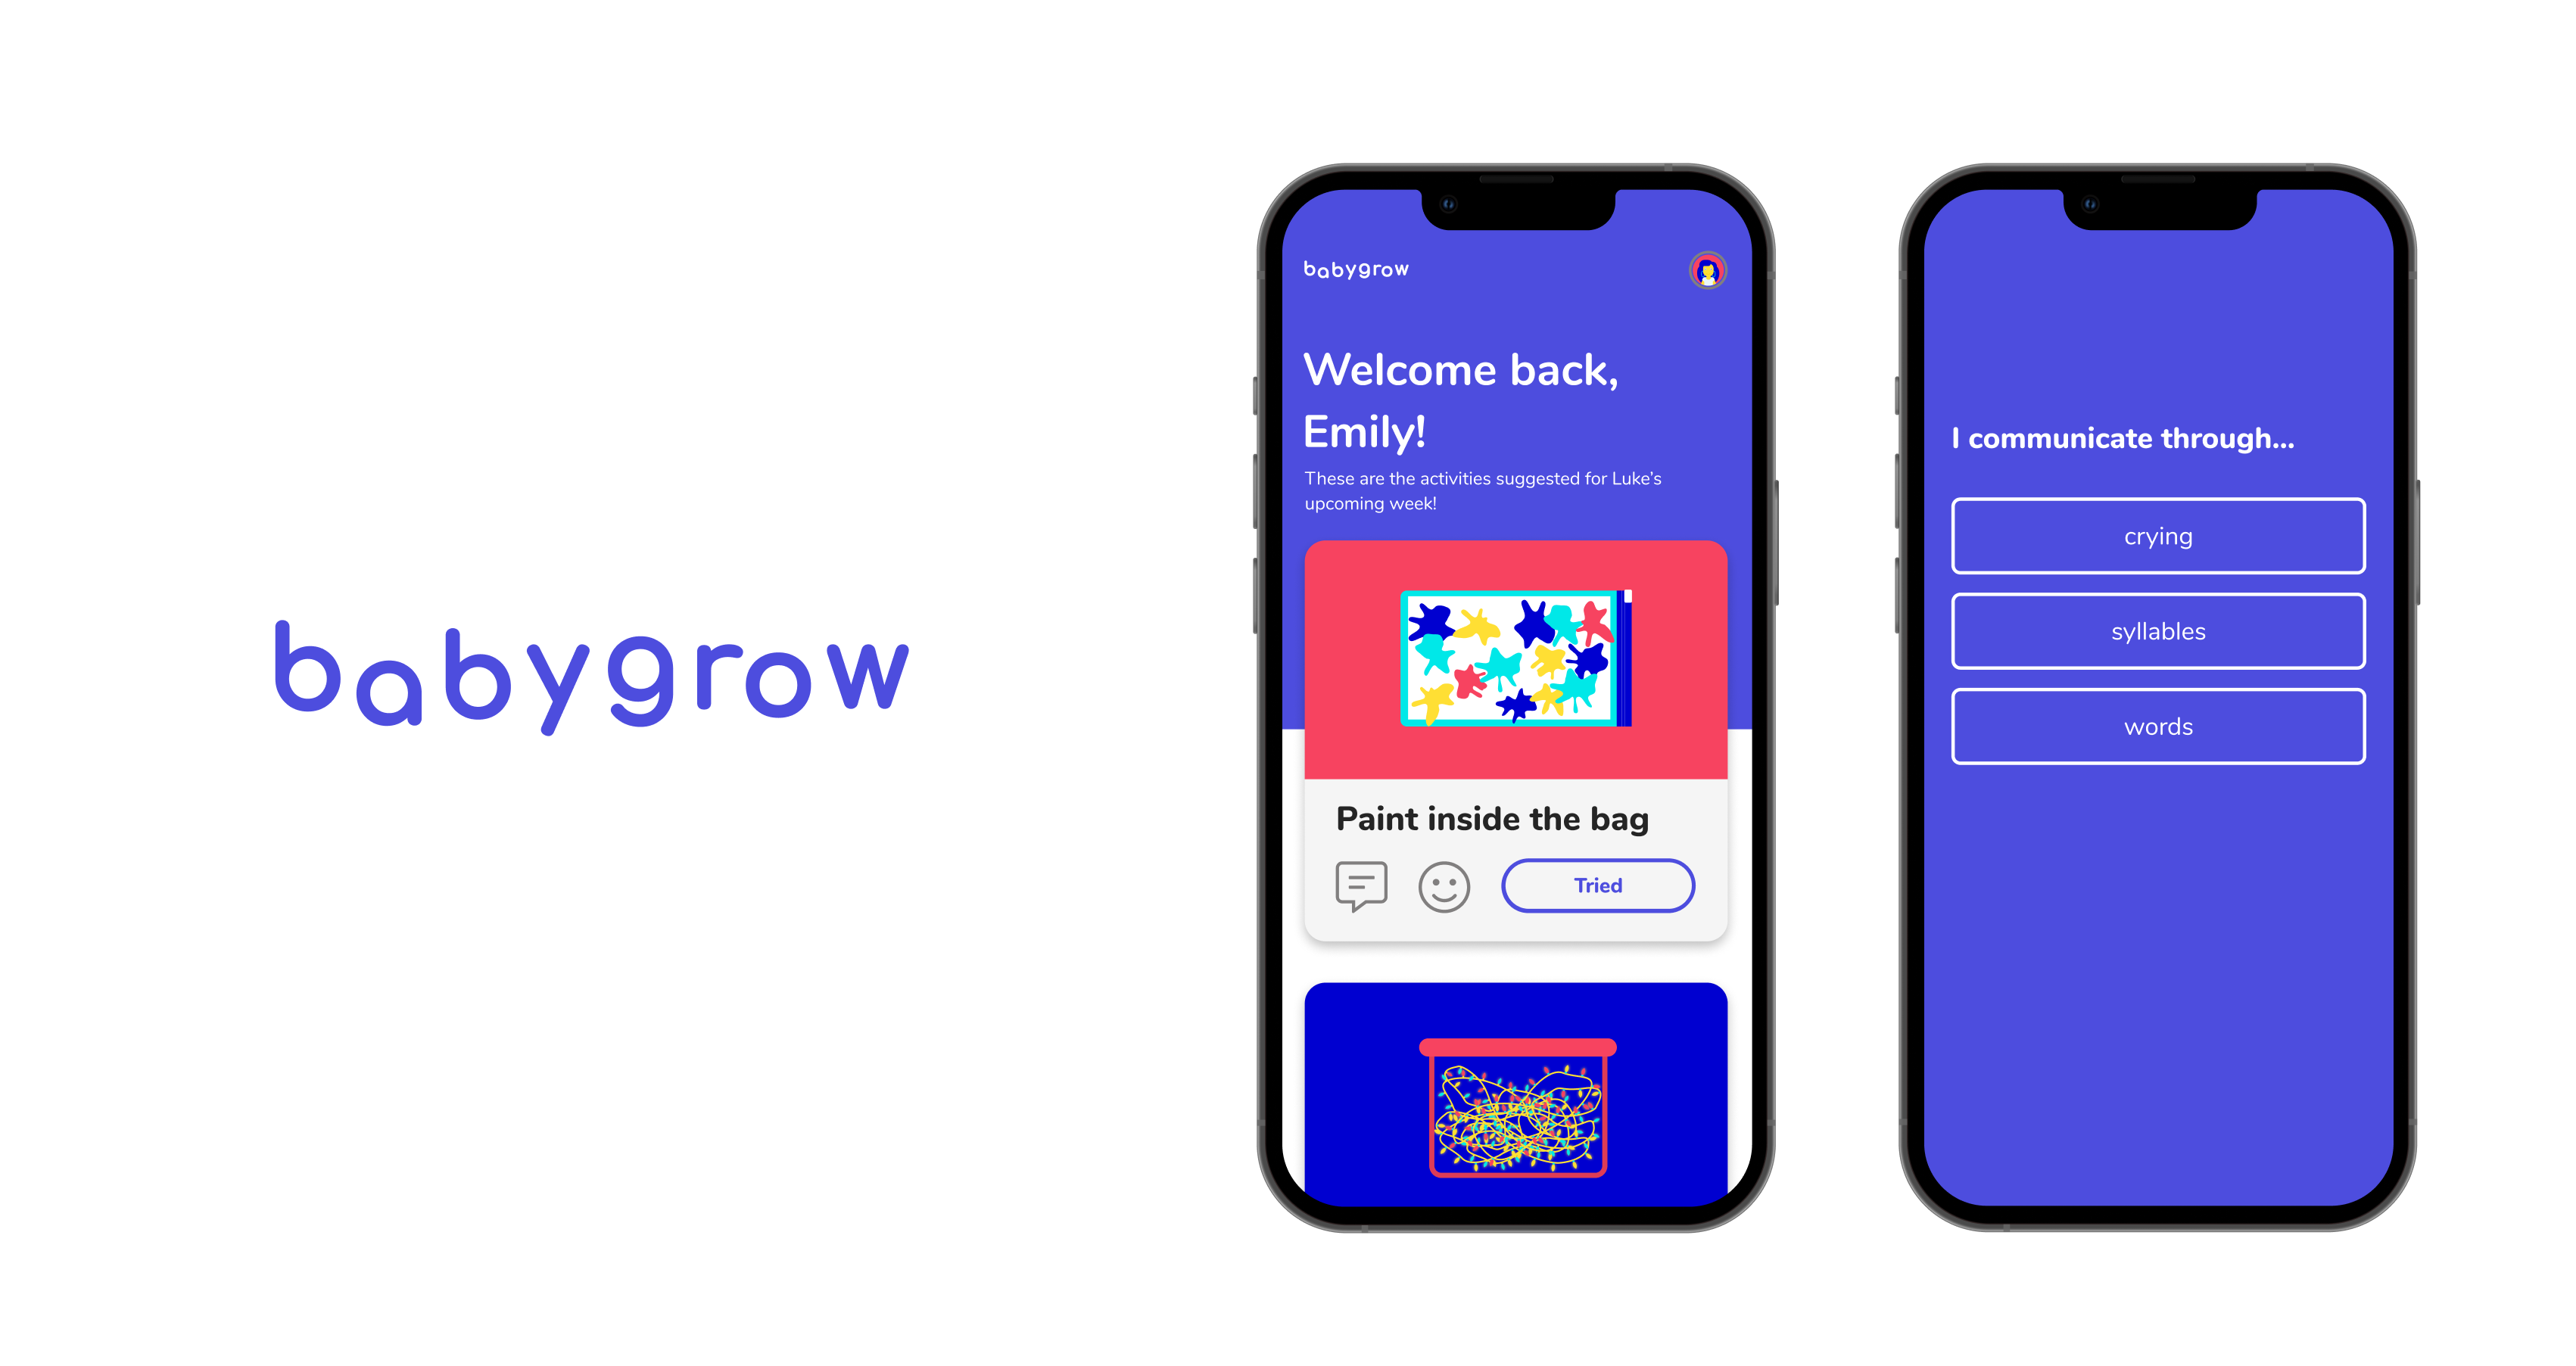 babygrow
babygrow
Welcome back,
Emily!
These are the activities suggested for Luke's
upcoming week!
Paint inside the bag
Tried
I communicate through...
crying
syllables
words